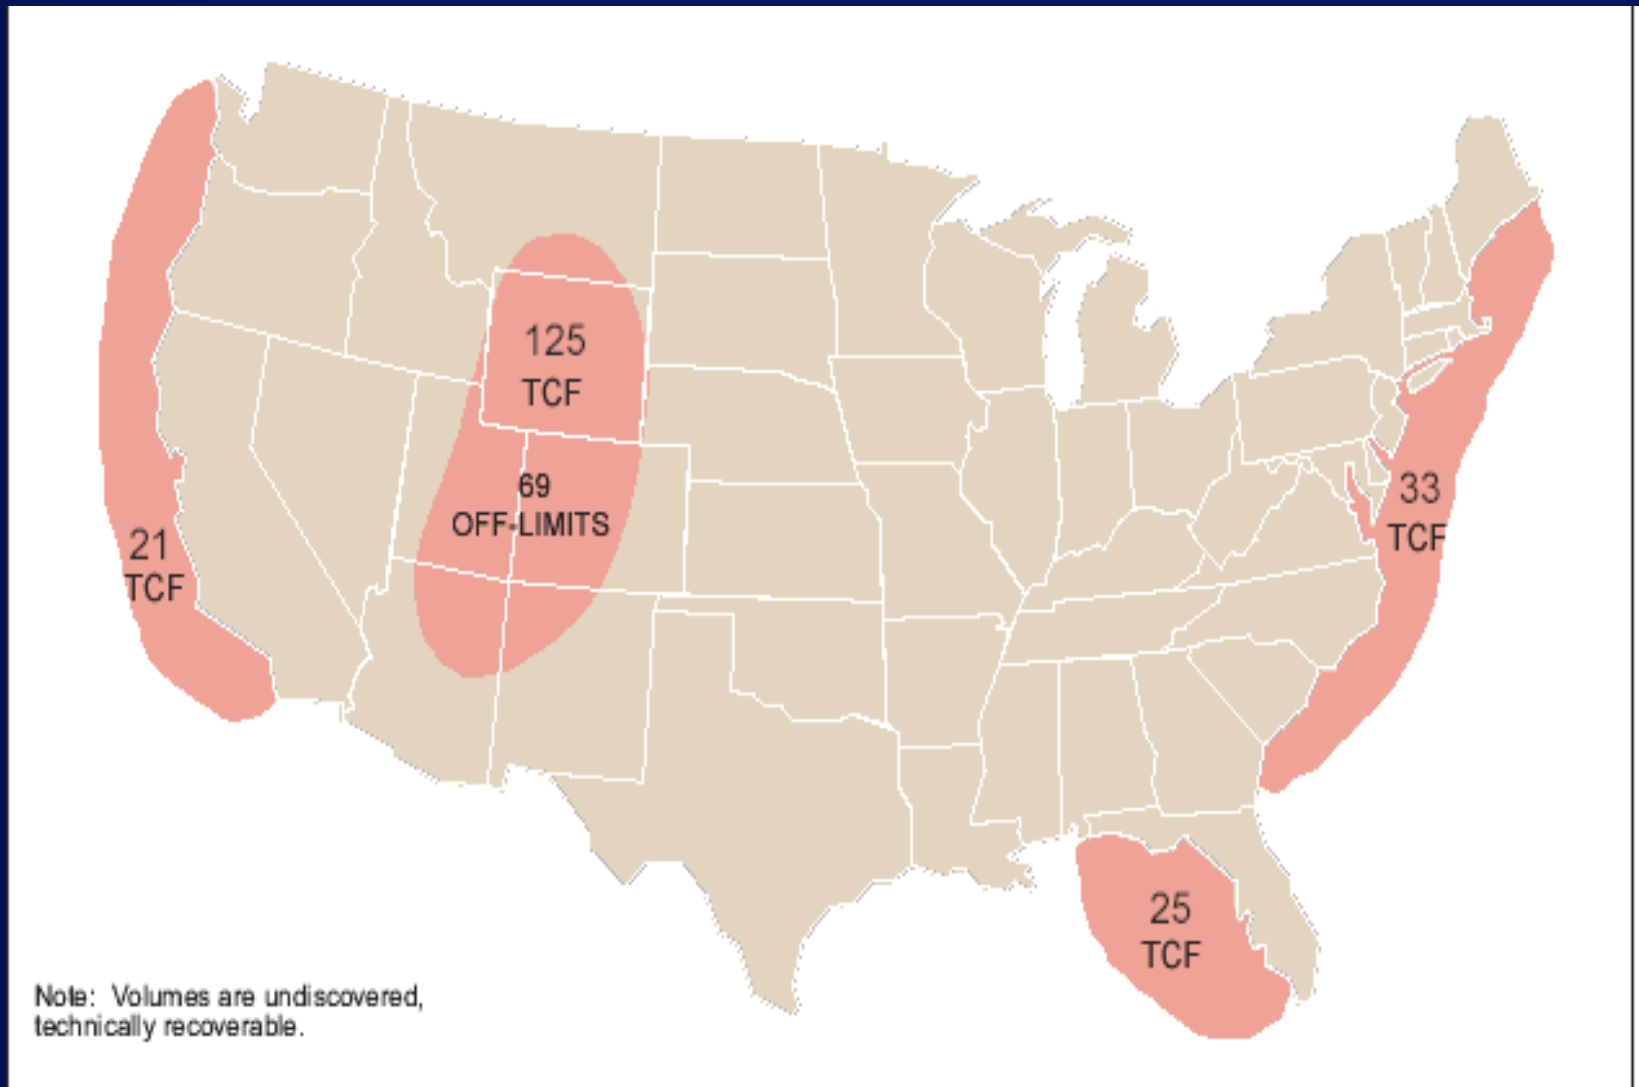 125
TCF
69
OFF-LIMITS
21
TCF
33
TCF
25
TCF
Note: Volumes are undiscovered,
technically recoverable.